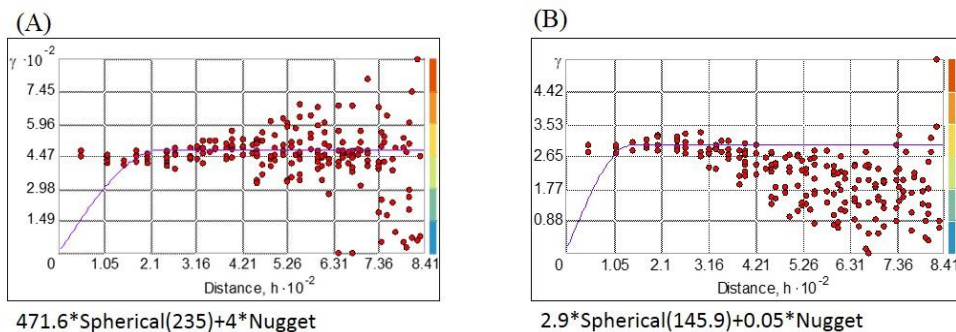 (A)
γ ·10⁻²
7.45
5.96
4.47
2.98
1.49
0 1.05 2.1 3.16 4.21 5.26 6.31 7.36 8.41
Distance, h ·10⁻²
471.6*Spherical(235)+4*Nugget
(B)
γ
4.42
3.53
2.65
1.77
0.88
0 1.05 2.1 3.16 4.21 5.26 6.31 7.36 8.41
Distance, h ·10⁻²
2.9*Spherical(145.9)+0.05*Nugget